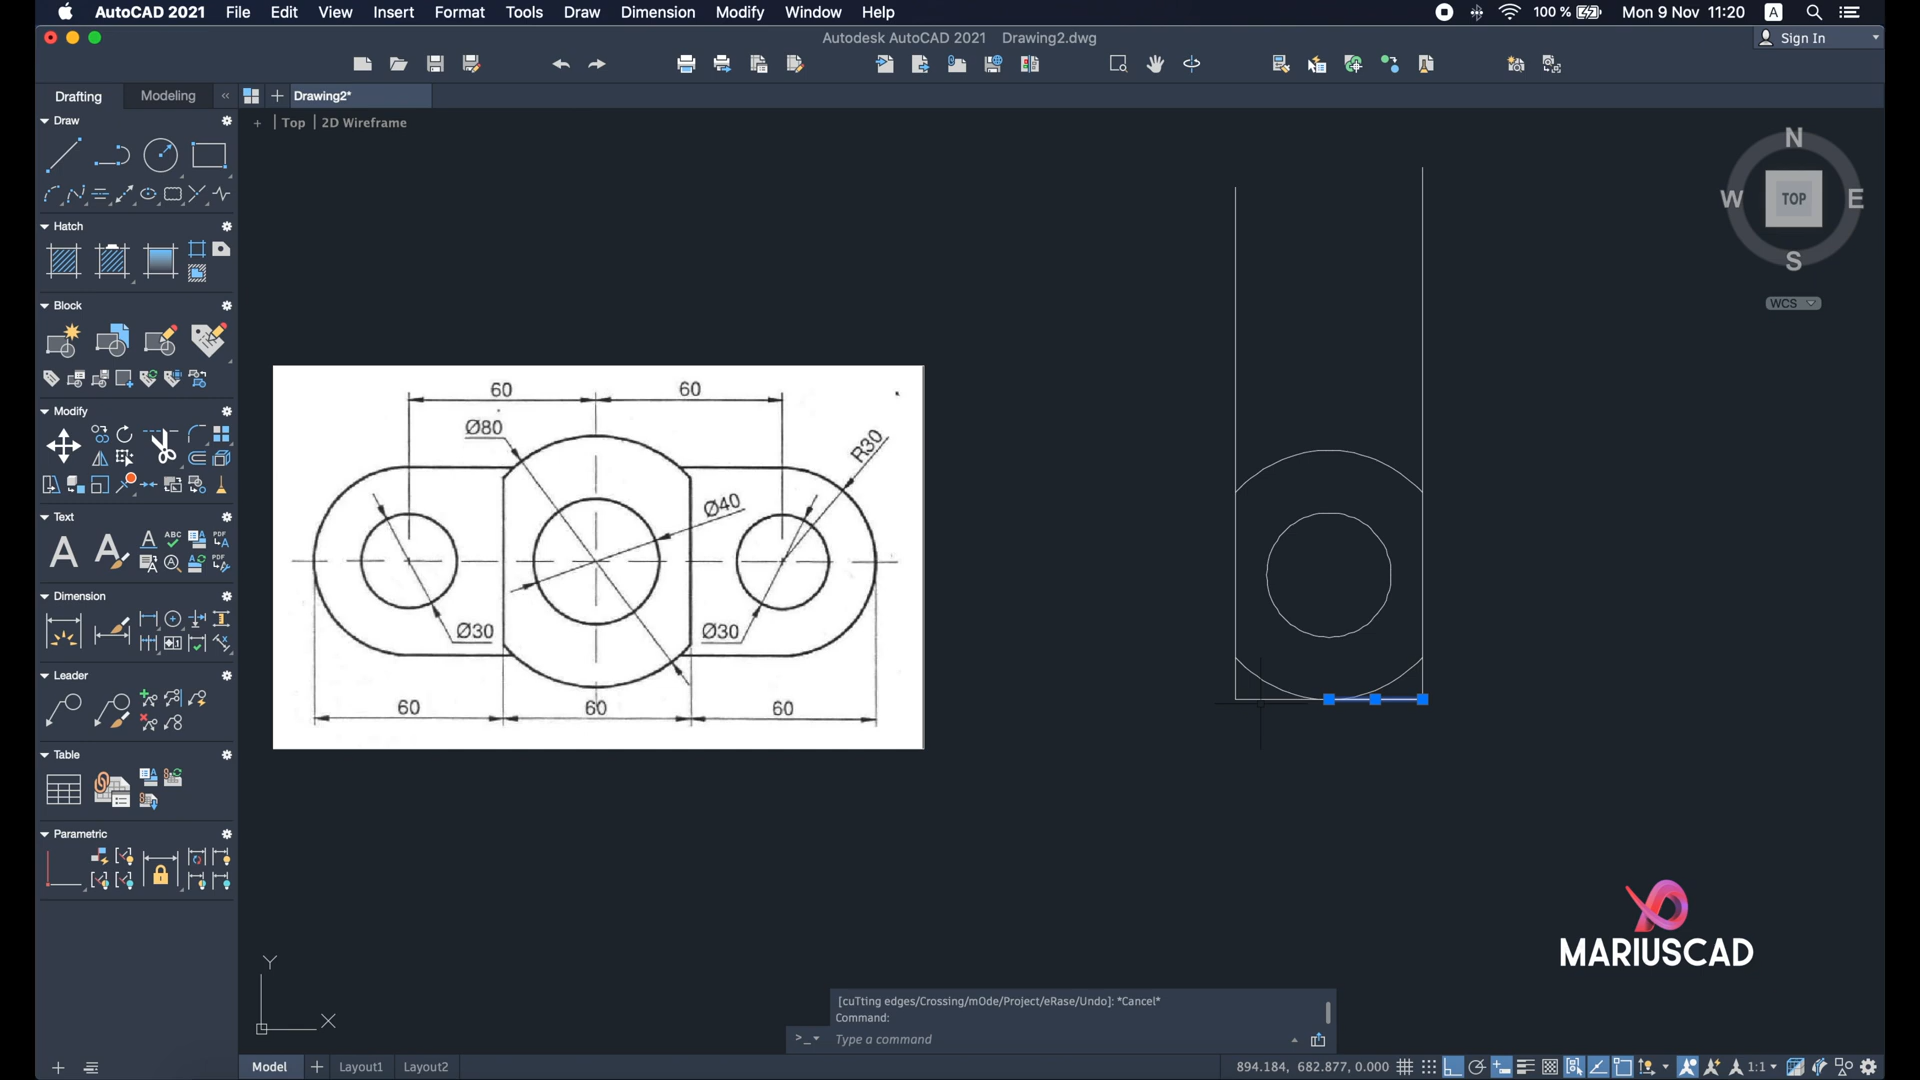 AutoCAD 2021 File Edit View Insert Format Tools Draw Dimension Modify Window Help
100 % Mon 9 Nov 11:20 A
Autodesk AutoCAD 2021 Drawing2.dwg
Sign In
Drafting Modeling « Drawing2*
+ | Top | 2D Wireframe
Draw
Hatch
Block
Modify
Text
Dimension
Leader
Table
Parametric
60 60
Ø80
R30
Ø40
Ø30 Ø30
60 60 60
N
W TOP E
S
WCS
MARIUSCAD
Y
X
[cuTting edges/Crossing/mOde/Project/eRase/Undo]: *Cancel*
Command:
>_ Type a command
Model Layout1 Layout2
894.184, 682.877, 0.000 1:1